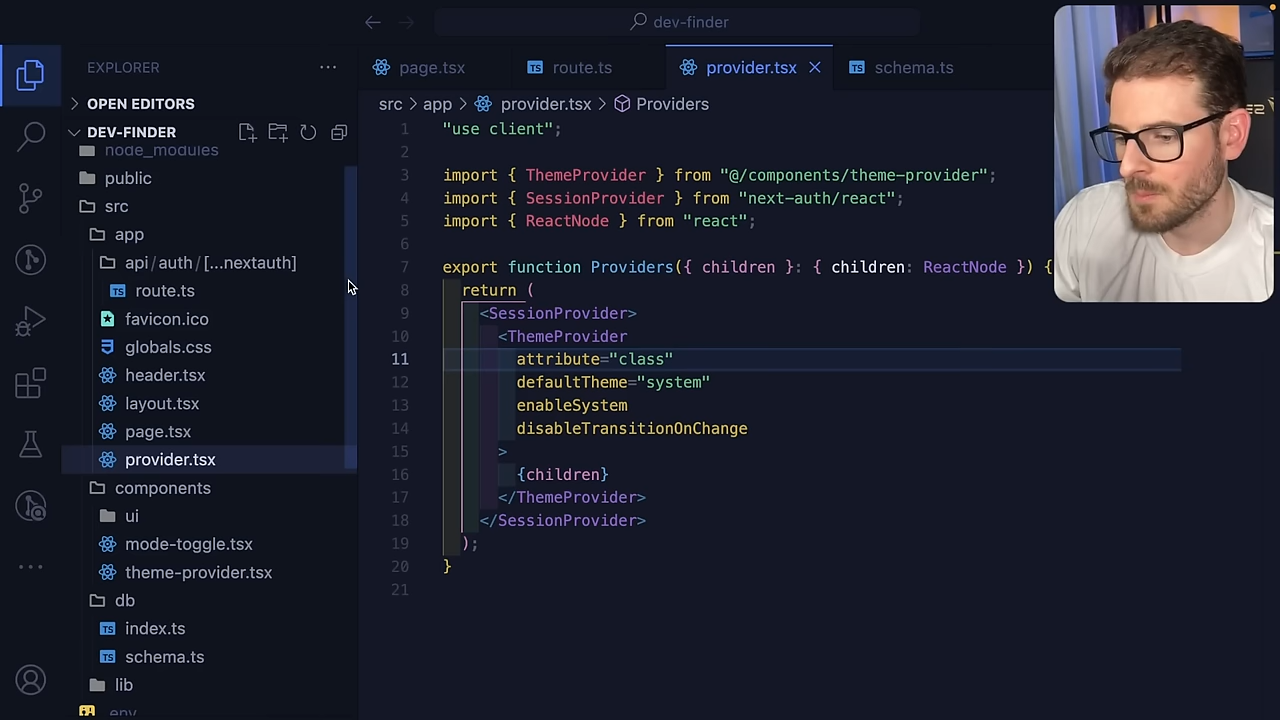 dev-finder
EXPLORER
OPEN EDITORS
DEV-FINDER
node_modules
public
src
app
api/auth/[...nextauth]
route.ts
favicon.ico
globals.css
header.tsx
layout.tsx
page.tsx
provider.tsx
components
ui
mode-toggle.tsx
theme-provider.tsx
db
index.ts
schema.ts
lib
.env
page.tsx
route.ts
provider.tsx
schema.ts
src > app > provider.tsx > Providers
1 "use client";
2
3 import { ThemeProvider } from "@/components/theme-provider";
4 import { SessionProvider } from "next-auth/react";
5 import { ReactNode } from "react";
6
7 export function Providers({ children }: { children: ReactNode }) {
8 return (
9 <SessionProvider>
10 <ThemeProvider
11 attribute="class"
12 defaultTheme="system"
13 enableSystem
14 disableTransitionOnChange
15 >
16 {children}
17 </ThemeProvider>
18 </SessionProvider>
19 );
20 }
21